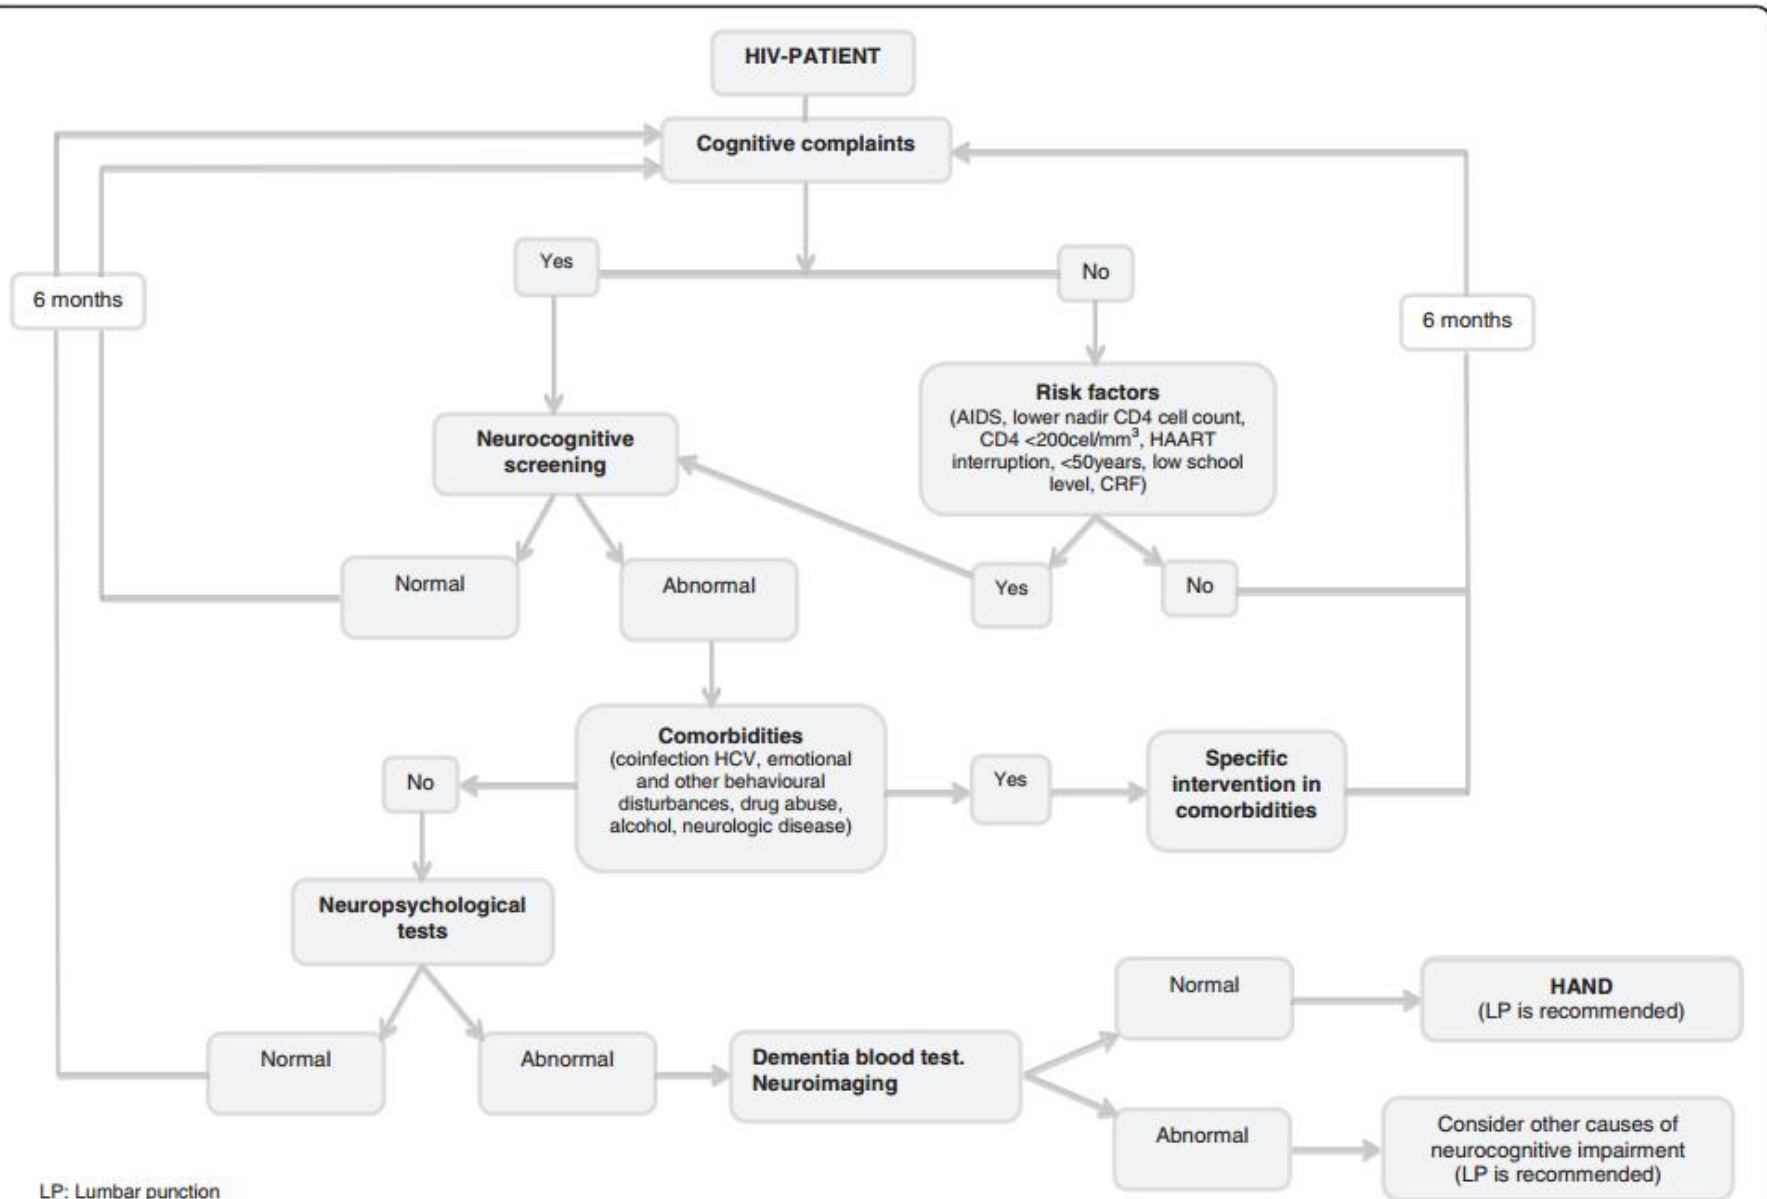 HIV-PATIENT
Cognitive complaints
Yes
No
6 months
6 months
Risk factors
(AIDS, lower nadir CD4 cell count,
CD4 <200cel/mm³, HAART
interruption, <50years, low school
level, CRF)
Neurocognitive
screening
Normal
Abnormal
Yes
No
Comorbidities
(coinfection HCV, emotional
and other behavioural
disturbances, drug abuse,
alcohol, neurologic disease)
No
Yes
Specific
intervention in
comorbidities
Neuropsychological
tests
Normal
Abnormal
Dementia blood test.
Neuroimaging
Normal
HAND
(LP is recommended)
Abnormal
Consider other causes of
neurocognitive impairment
(LP is recommended)
LP: Lumbar punction